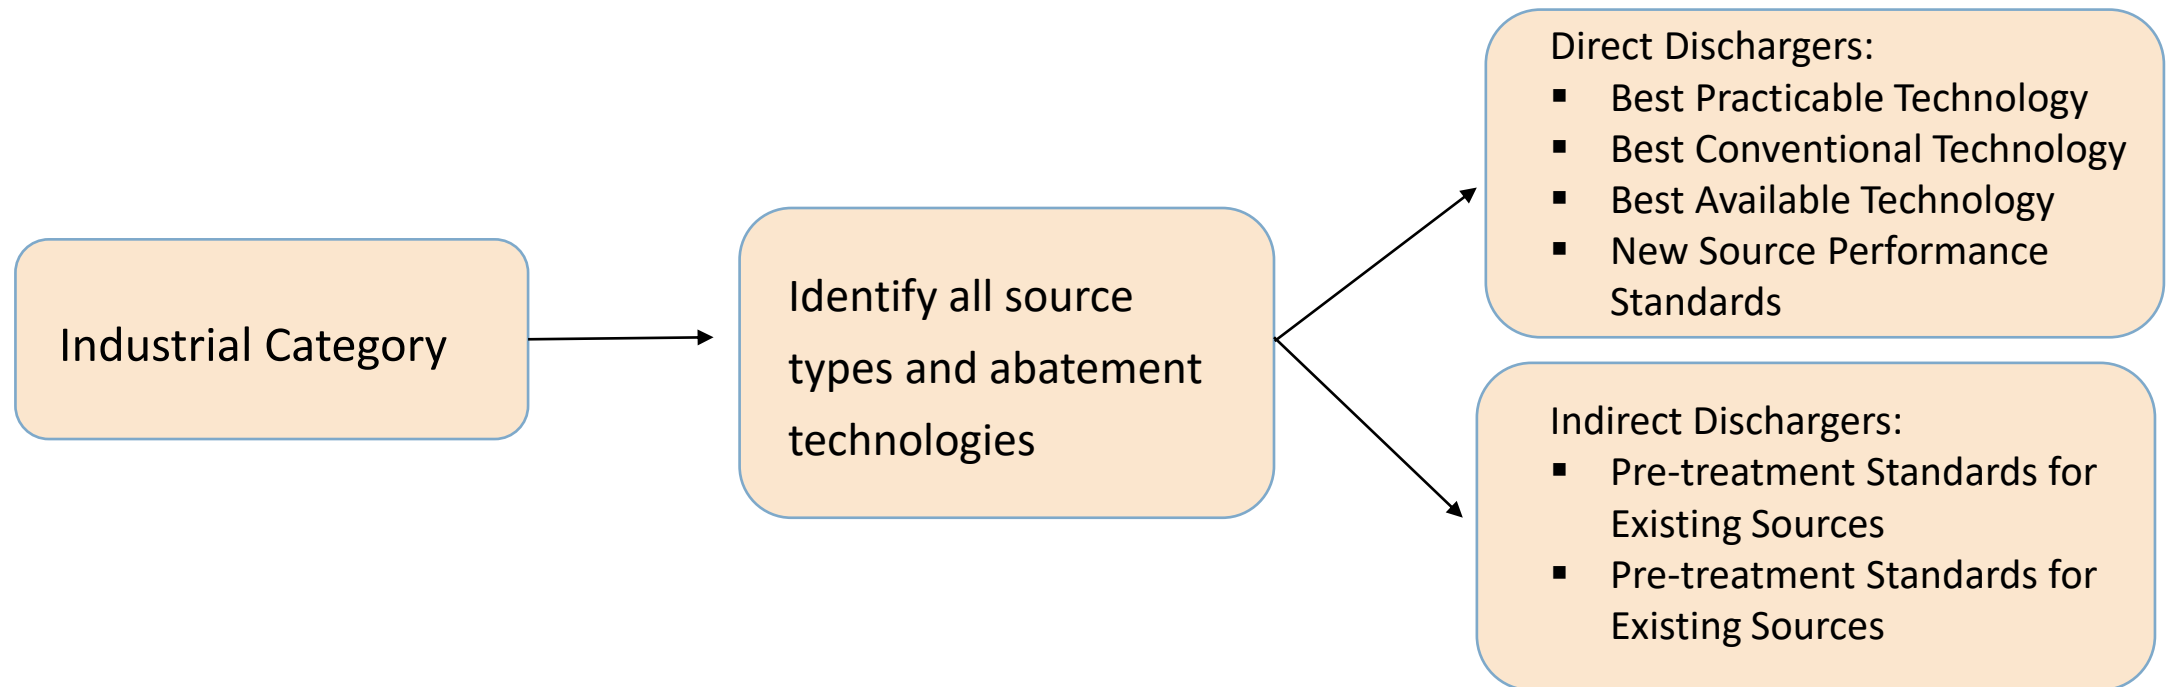 Industrial Category
Identify all source
types and abatement
technologies
Direct Dischargers:
▪ Best Practicable Technology
▪ Best Conventional Technology
▪ Best Available Technology
▪ New Source Performance
Standards
Indirect Dischargers:
▪ Pre-treatment Standards for
Existing Sources
▪ Pre-treatment Standards for
Existing Sources